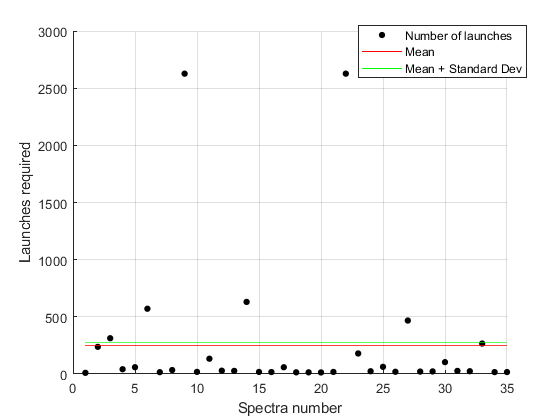 Number of launches
Mean
Mean + Standard Dev
3000
2500
2000
1500
1000
500
0
Launches required
0 5 10 15 20 25 30 35
Spectra number